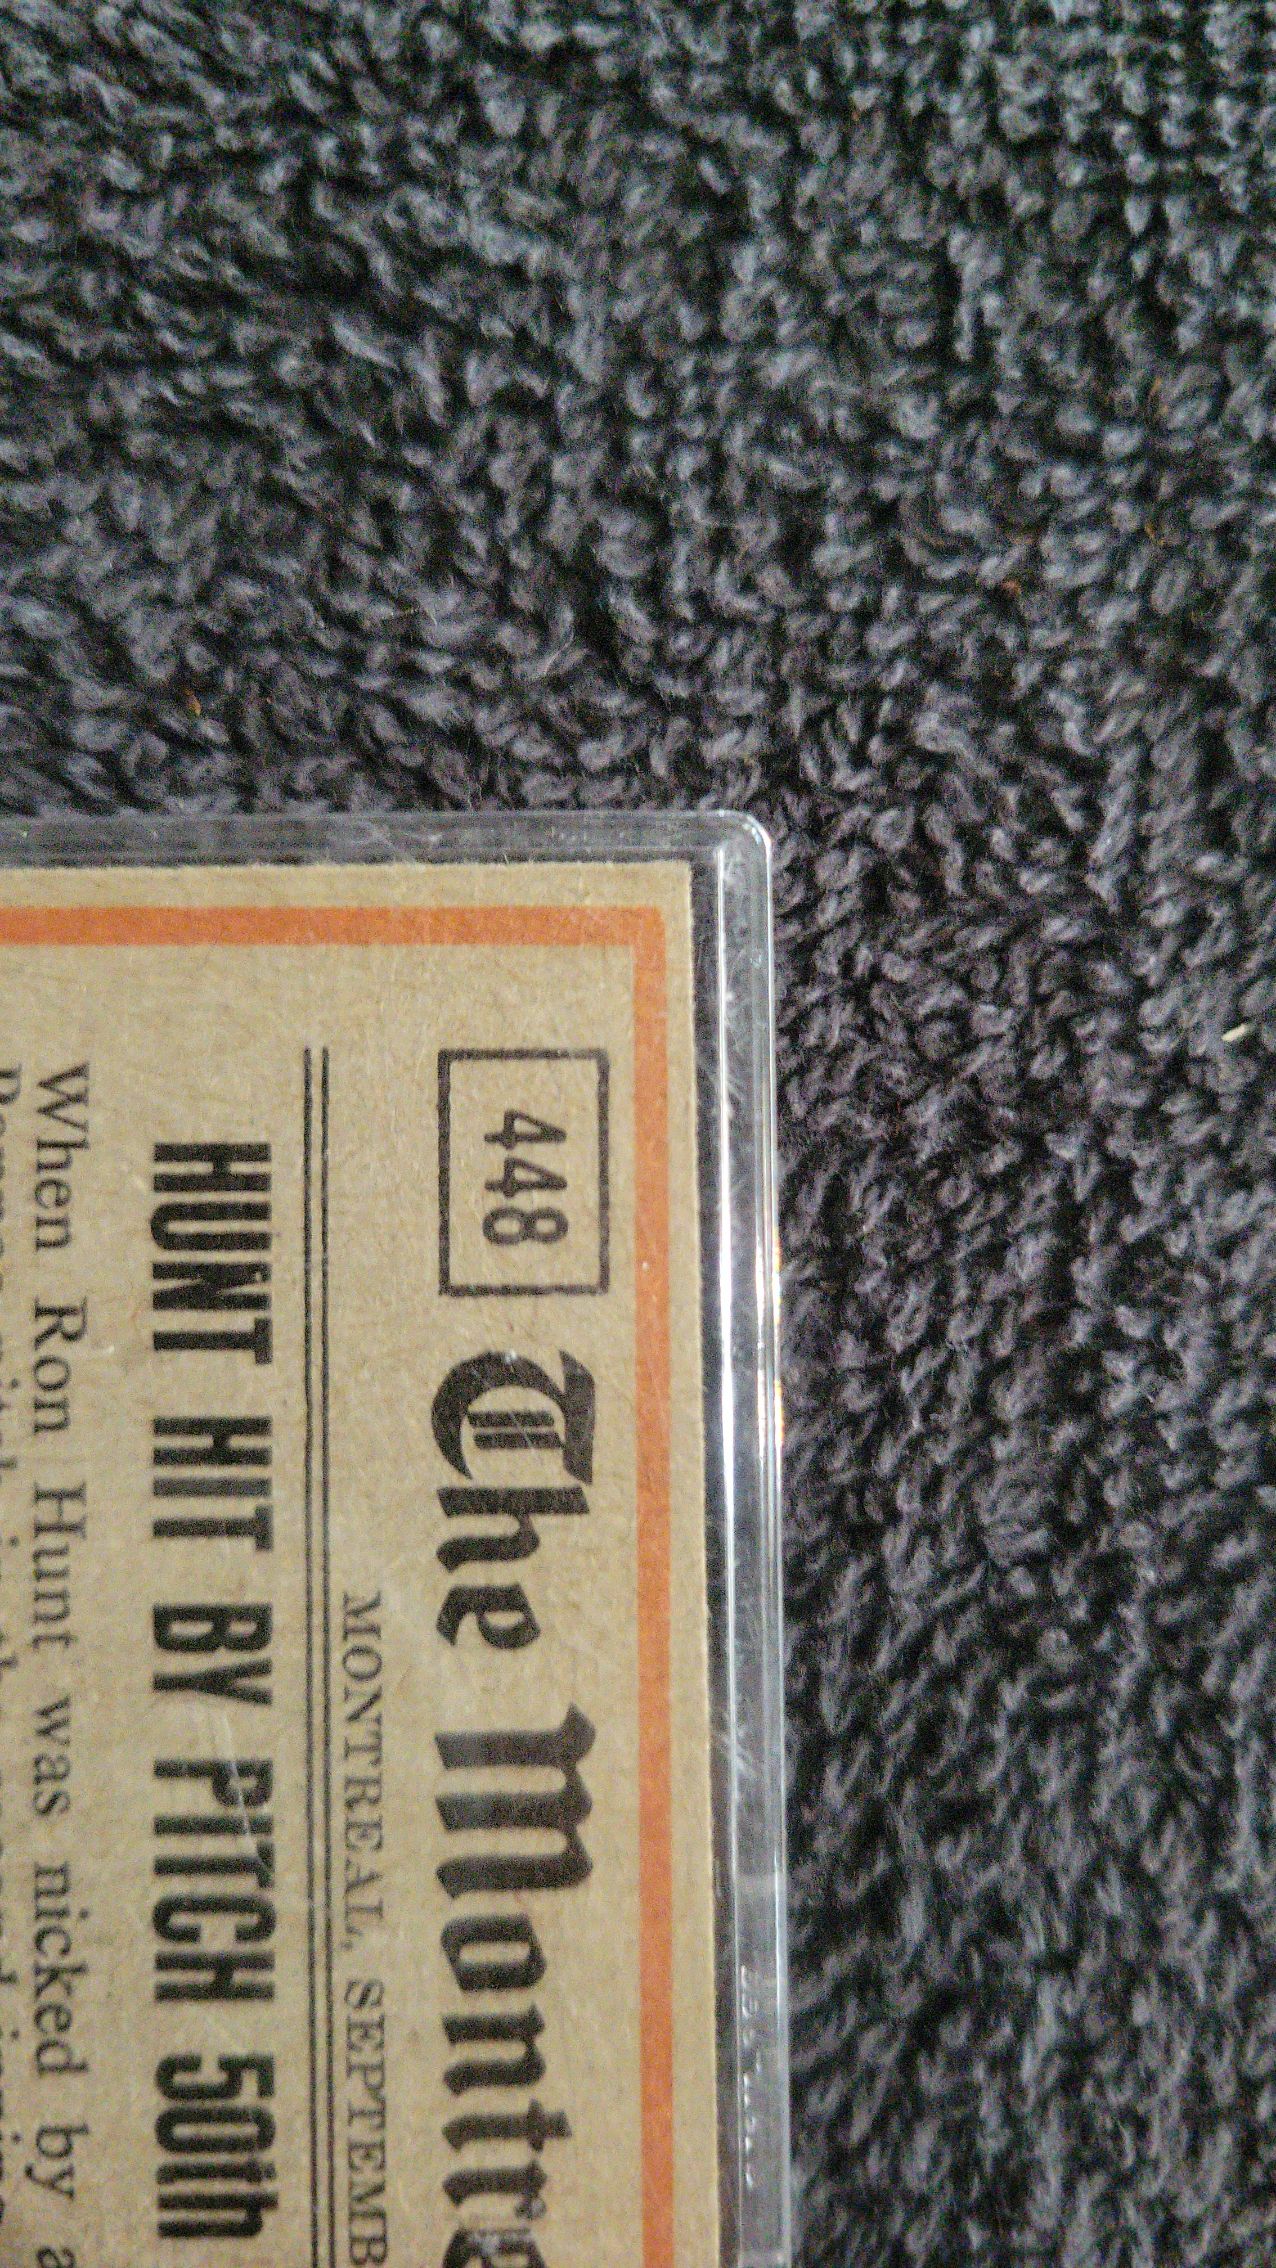 448
The Montre
MONTREAL, SEPTEMB
HUNT HIT BY PITCH 50th
When Ron Hunt was nicked by a